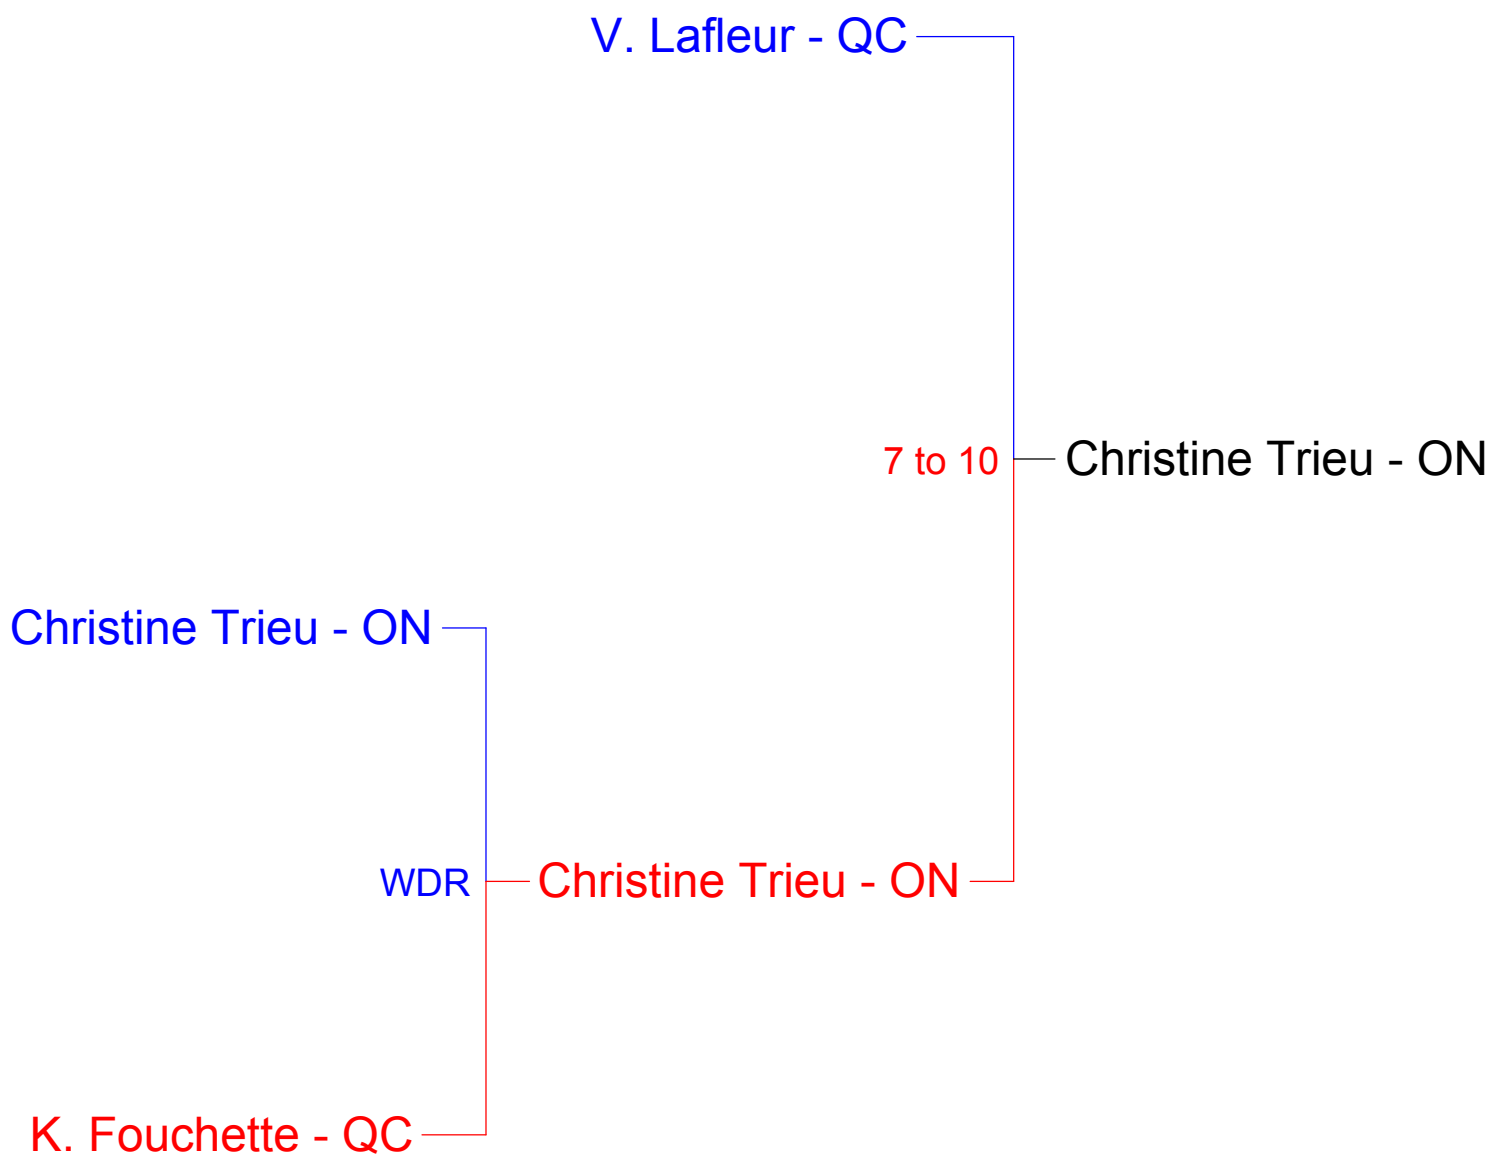 V. Lafleur - QC
7 to 10
Christine Trieu - ON
Christine Trieu - ON
WDR
Christine Trieu - ON
K. Fouchette - QC